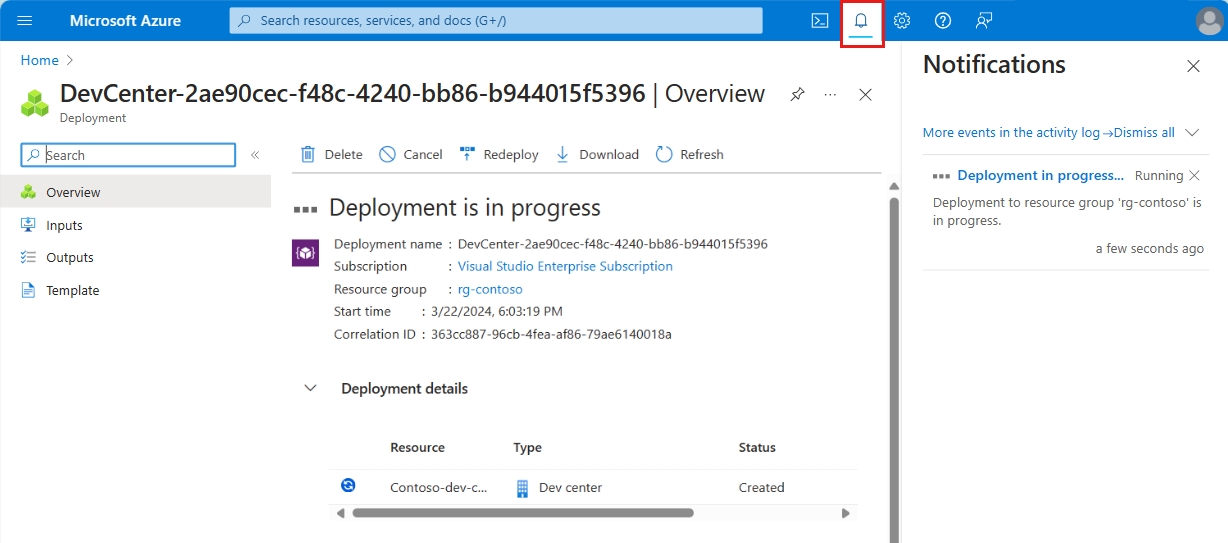 Microsoft Azure
Search resources, services, and docs (G+/)
Home
DevCenter-2ae90cec-f48c-4240-bb86-b944015f5396 | Overview
Deployment
Search
Overview
Inputs
Outputs
Template
Delete Cancel Redeploy Download Refresh
Deployment is in progress
Deployment name : DevCenter-2ae90cec-f48c-4240-bb86-b944015f5396
Subscription : Visual Studio Enterprise Subscription
Resource group : rg-contoso
Start time : 3/22/2024, 6:03:19 PM
Correlation ID : 363cc887-96cb-4fea-af86-79ae6140018a
Deployment details
Resource Type Status
Contoso-dev-c... Dev center Created
Notifications
More events in the activity log → Dismiss all
Deployment in progress... Running
Deployment to resource group 'rg-contoso' is
in progress.
a few seconds ago